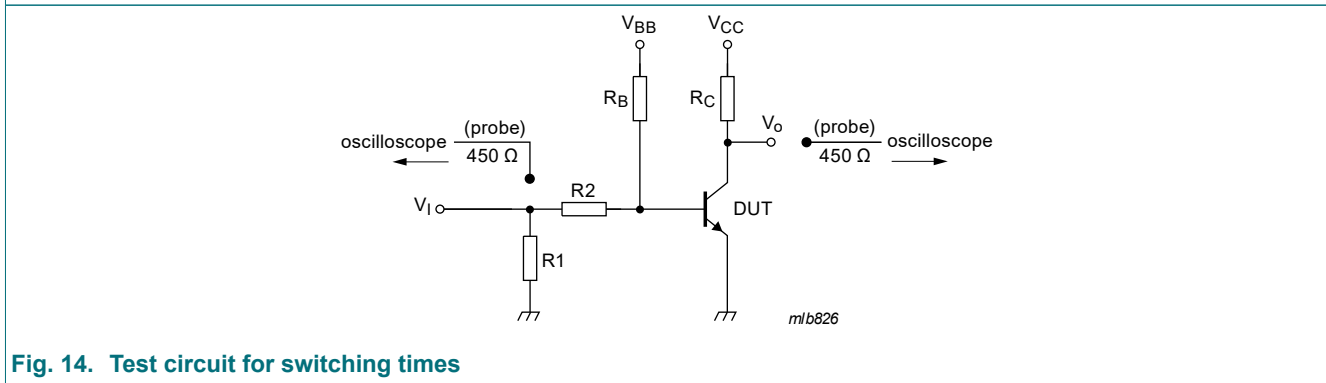 VBB
VCC
RB
RC
Vo
(probe)
oscilloscope
450 Ω
(probe)
oscilloscope
450 Ω
R2
VI
DUT
R1
mlb826
Fig. 14. Test circuit for switching times